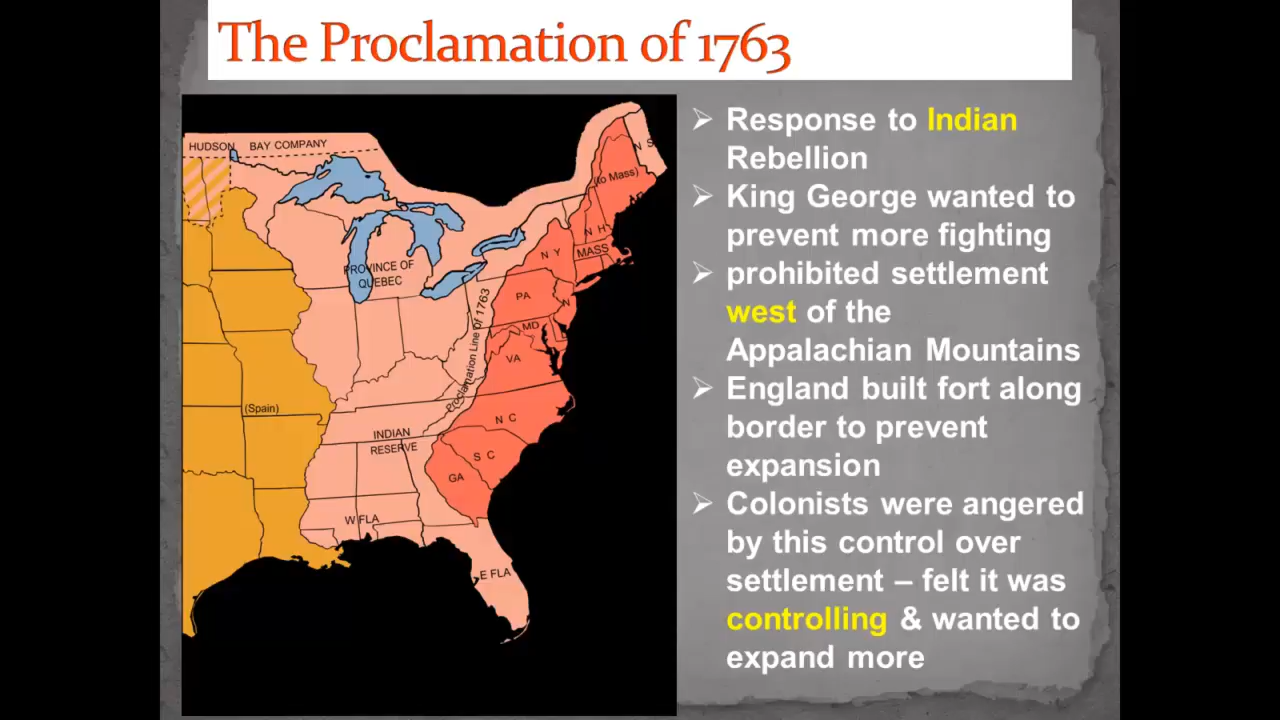 The Proclamation of 1763
HUDSON BAY COMPANY
N S
(to Mass)
N H
N Y
MASS
PROVINCE OF
QUEBEC
PA
N
Proclamation Line of 1763
MD
VA
(Spain)
N C
INDIAN
RESERVE
S C
GA
W FLA
E FLA
➢ Response to Indian
Rebellion
➢ King George wanted to
prevent more fighting
➢ prohibited settlement
west of the
Appalachian Mountains
➢ England built fort along
border to prevent
expansion
➢ Colonists were angered
by this control over
settlement – felt it was
controlling & wanted to
expand more